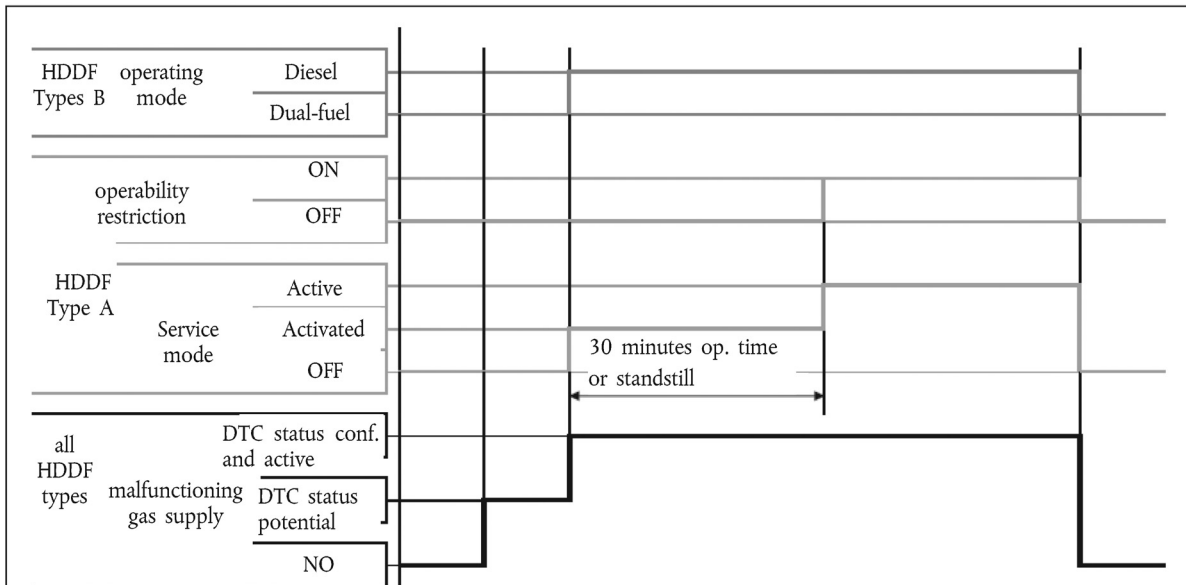 HDDF
Types B
operating
mode
Diesel
Dual-fuel
operability
restriction
ON
OFF
HDDF
Type A
Service
mode
Active
Activated
OFF
30 minutes op. time
or standstill
all
HDDF
types
malfunctioning
gas supply
DTC status conf.
and active
DTC status
potential
NO